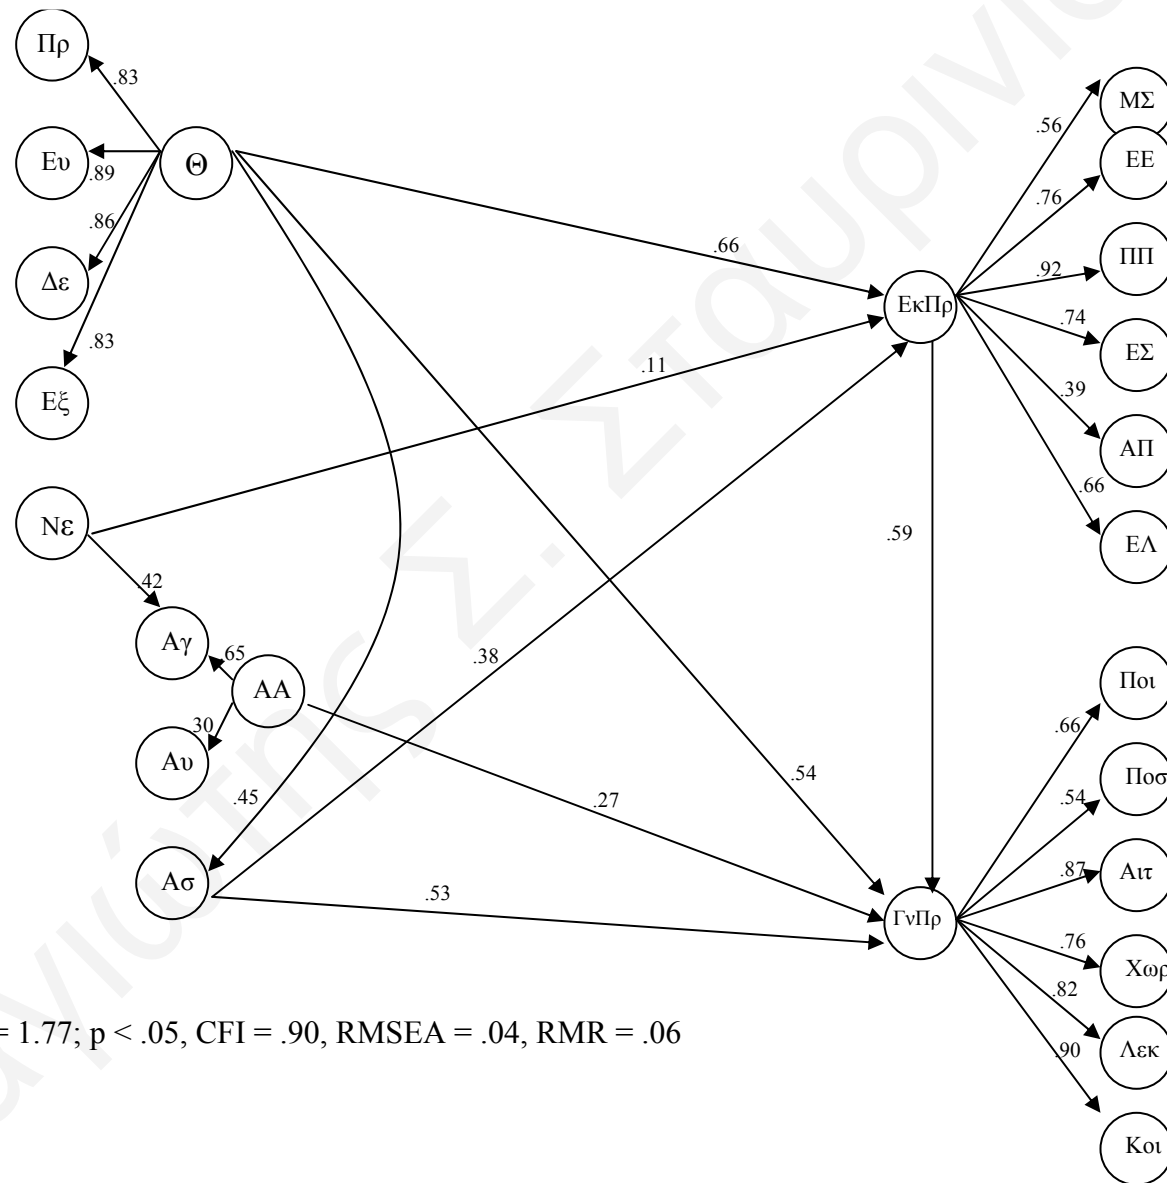 Πρ
.83
Ευ
.89
Θ
.86
Δε
.83
Εξ
Νε
.42
Αγ
.65
ΑΑ
.30
Αυ
.45
Ασ
.66
.11
.38
.54
.27
.53
ΕκΠρ
.59
ΓνΠρ
.56
ΜΣ
.76
ΕΕ
.92
ΠΠ
.74
ΕΣ
.39
ΑΠ
.66
ΕΛ
.66
Ποι
.54
Ποσ
.87
Αιτ
.76
Χωρ
.82
Λεκ
.90
Κοι
= 1.77; p < .05, CFI = .90, RMSEA = .04, RMR = .06